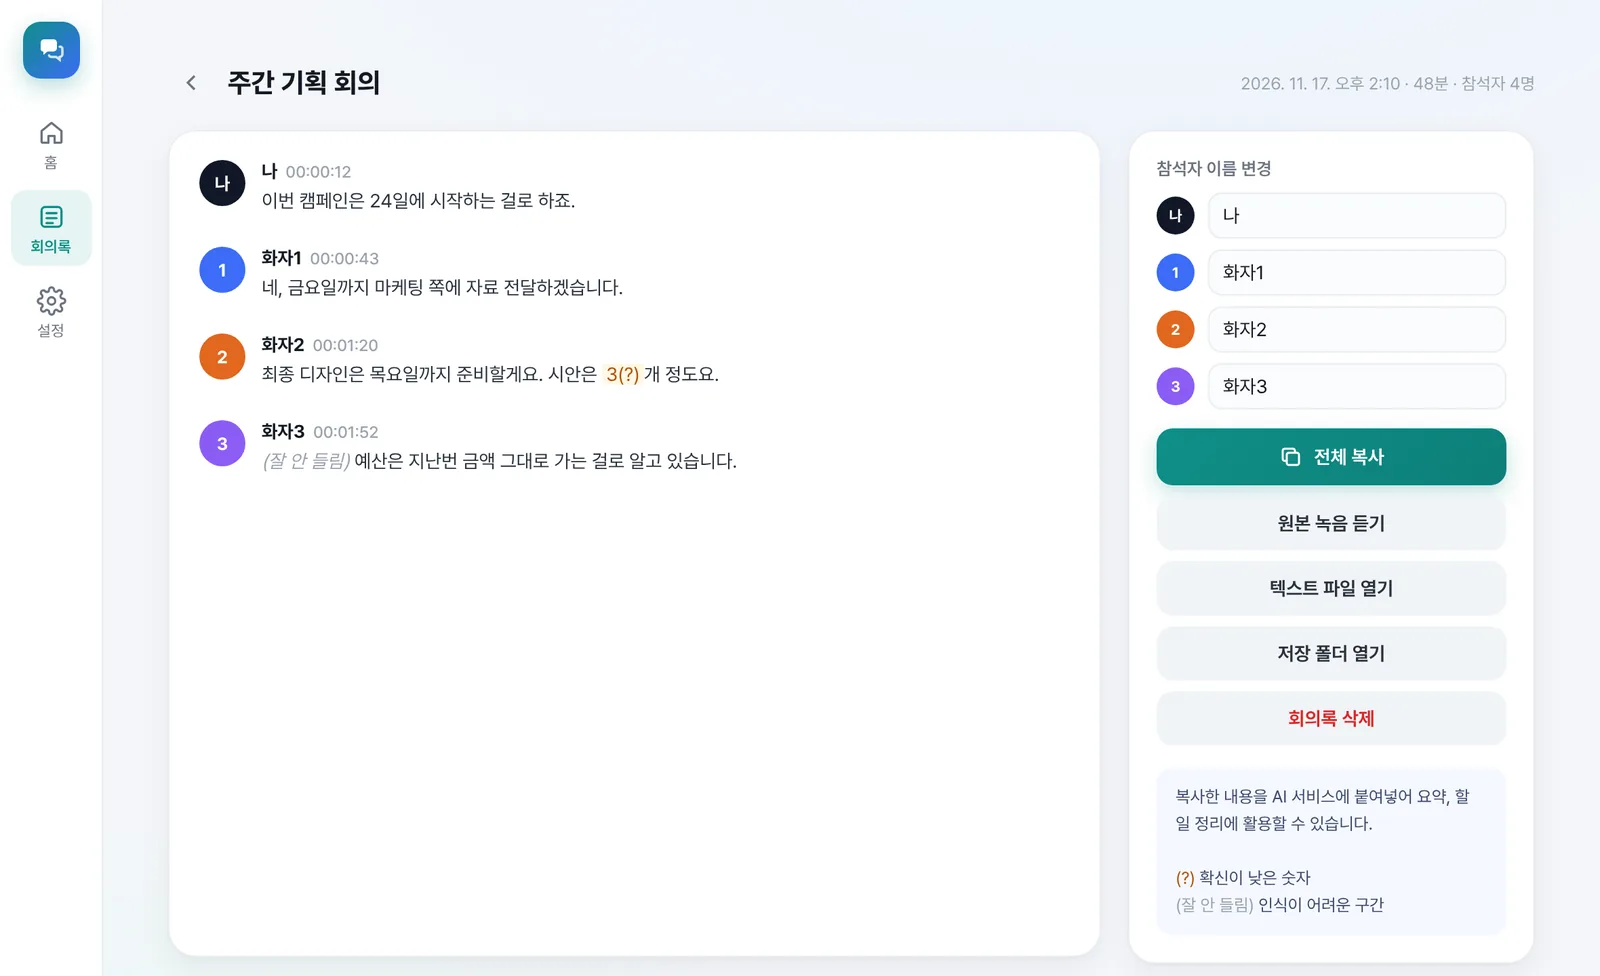 홈
회의록
설정
주간 기획 회의
2026. 11. 17. 오후 2:10 · 48분 · 참석자 4명
나
나 00:00:12
이번 캠페인은 24일에 시작하는 걸로 하죠.
1
화자1 00:00:43
네, 금요일까지 마케팅 쪽에 자료 전달하겠습니다.
2
화자2 00:01:20
최종 디자인은 목요일까지 준비할게요. 시안은 3(?) 개 정도요.
3
화자3 00:01:52
(잘 안 들림) 예산은 지난번 금액 그대로 가는 걸로 알고 있습니다.
참석자 이름 변경
나 나
1 화자1
2 화자2
3 화자3
전체 복사
원본 녹음 듣기
텍스트 파일 열기
저장 폴더 열기
회의록 삭제
복사한 내용을 AI 서비스에 붙여넣어 요약, 할
일 정리에 활용할 수 있습니다.
(?) 확신이 낮은 숫자
(잘 안 들림) 인식이 어려운 구간